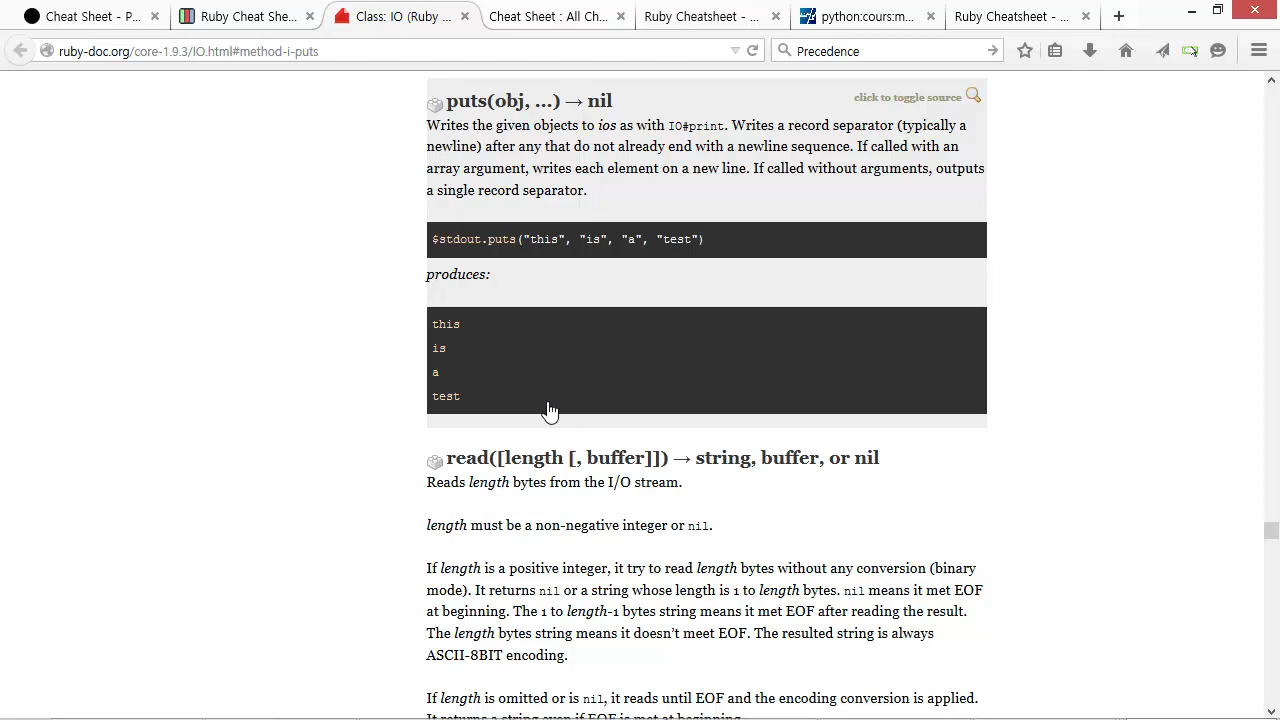 Cheat Sheet - P...
Ruby Cheat She...
Class: IO (Ruby ...
Cheat Sheet : All Ch...
Ruby Cheatsheet - ...
python:cours:m...
Ruby Cheatsheet - ...
ruby-doc.org/core-1.9.3/IO.html#method-i-puts
Precedence
puts(obj, ...) → nil
click to toggle source
Writes the given objects to ios as with IO#print. Writes a record separator (typically a
newline) after any that do not already end with a newline sequence. If called with an
array argument, writes each element on a new line. If called without arguments, outputs
a single record separator.
$stdout.puts("this", "is", "a", "test")
produces:
this
is
a
test
read([length [, buffer]]) → string, buffer, or nil
Reads length bytes from the I/O stream.
length must be a non-negative integer or nil.
If length is a positive integer, it try to read length bytes without any conversion (binary
mode). It returns nil or a string whose length is 1 to length bytes. nil means it met EOF
at beginning. The 1 to length-1 bytes string means it met EOF after reading the result.
The length bytes string means it doesn't meet EOF. The resulted string is always
ASCII-8BIT encoding.
If length is omitted or is nil, it reads until EOF and the encoding conversion is applied.
It returns a string even if EOF is met at beginning.